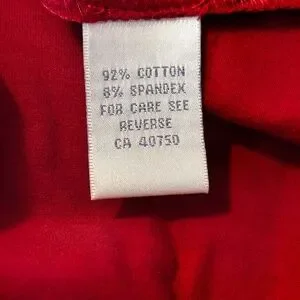 92% COTTON
8% SPANDEX
FOR CARE SEE
REVERSE
CA 40750